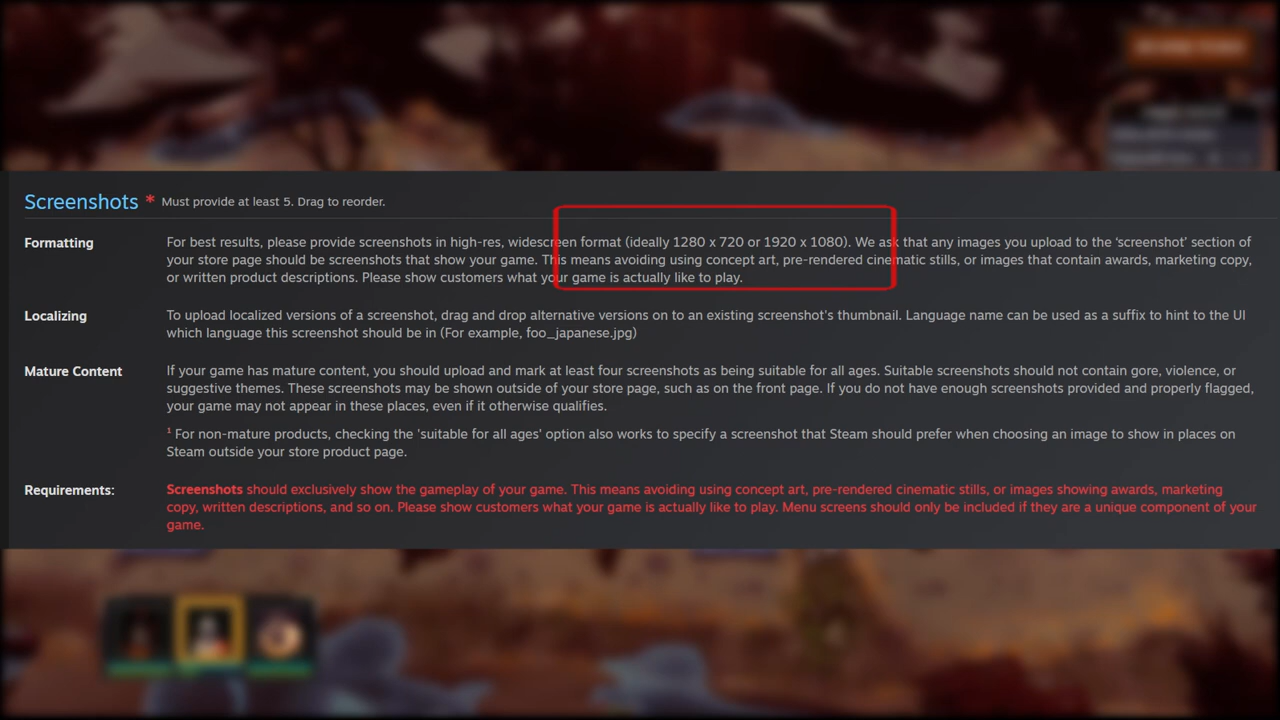 Screenshots * Must provide at least 5. Drag to reorder.
Formatting
For best results, please provide screenshots in high-res, widescreen format (ideally 1280 x 720 or 1920 x 1080). We ask that any images you upload to the ‘screenshot’ section of
your store page should be screenshots that show your game. This means avoiding using concept art, pre-rendered cinematic stills, or images that contain awards, marketing copy,
or written product descriptions. Please show customers what your game is actually like to play.
Localizing
To upload localized versions of a screenshot, drag and drop alternative versions on to an existing screenshot's thumbnail. Language name can be used as a suffix to hint to the UI
which language this screenshot should be in (For example, foo_japanese.jpg)
Mature Content
If your game has mature content, you should upload and mark at least four screenshots as being suitable for all ages. Suitable screenshots should not contain gore, violence, or
suggestive themes. These screenshots may be shown outside of your store page, such as on the front page. If you do not have enough screenshots provided and properly flagged,
your game may not appear in these places, even if it otherwise qualifies.
¹ For non-mature products, checking the 'suitable for all ages' option also works to specify a screenshot that Steam should prefer when choosing an image to show in places on
Steam outside your store product page.
Requirements:
Screenshots should exclusively show the gameplay of your game. This means avoiding using concept art, pre-rendered cinematic stills, or images showing awards, marketing
copy, written descriptions, and so on. Please show customers what your game is actually like to play. Menu screens should only be included if they are a unique component of your
game.